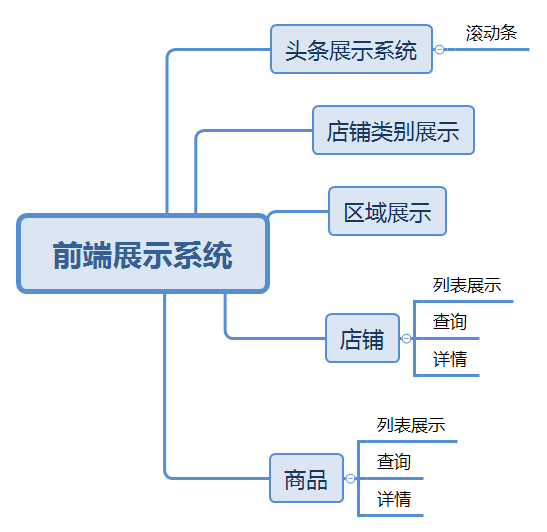 滚动条
头条展示系统
店铺类别展示
区域展示
前端展示系统
列表展示
查询
店铺
详情
列表展示
查询
商品
详情